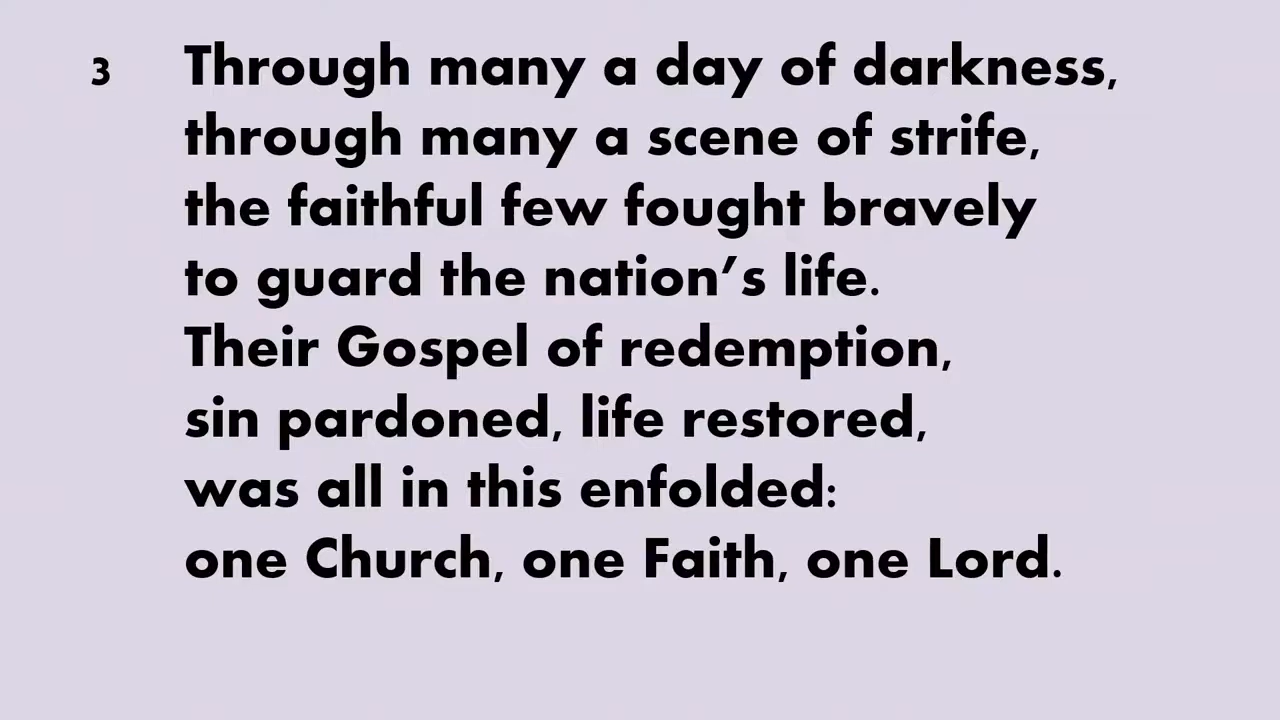 3 Through many a day of darkness,
through many a scene of strife,
the faithful few fought bravely
to guard the nation’s life.
Their Gospel of redemption,
sin pardoned, life restored,
was all in this enfolded:
one Church, one Faith, one Lord.